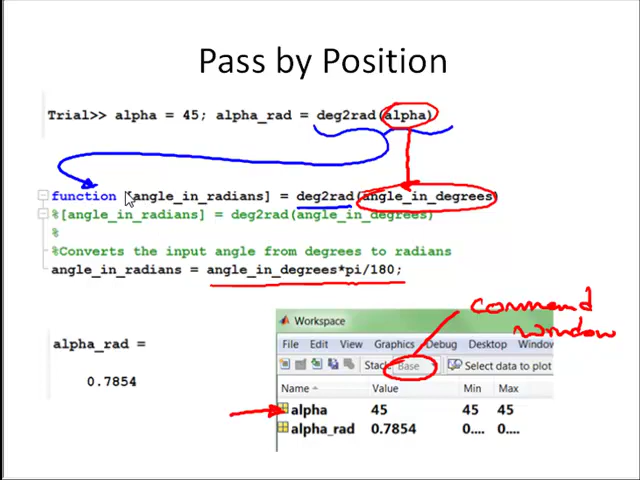 Pass by Position
Trial>> alpha = 45; alpha_rad = deg2rad(alpha)
function [angle_in_radians] = deg2rad(angle_in_degrees)
%[angle_in_radians] = deg2rad(angle_in_degrees)
%
%Converts the input angle from degrees to radians
angle_in_radians = angle_in_degrees*pi/180;
command
window
alpha_rad =
0.7854
Workspace
File Edit View Graphics Debug Desktop Window
Stack: Base Select data to plot
Name Value Min Max
alpha 45 45 45
alpha_rad 0.7854 0.... 0....